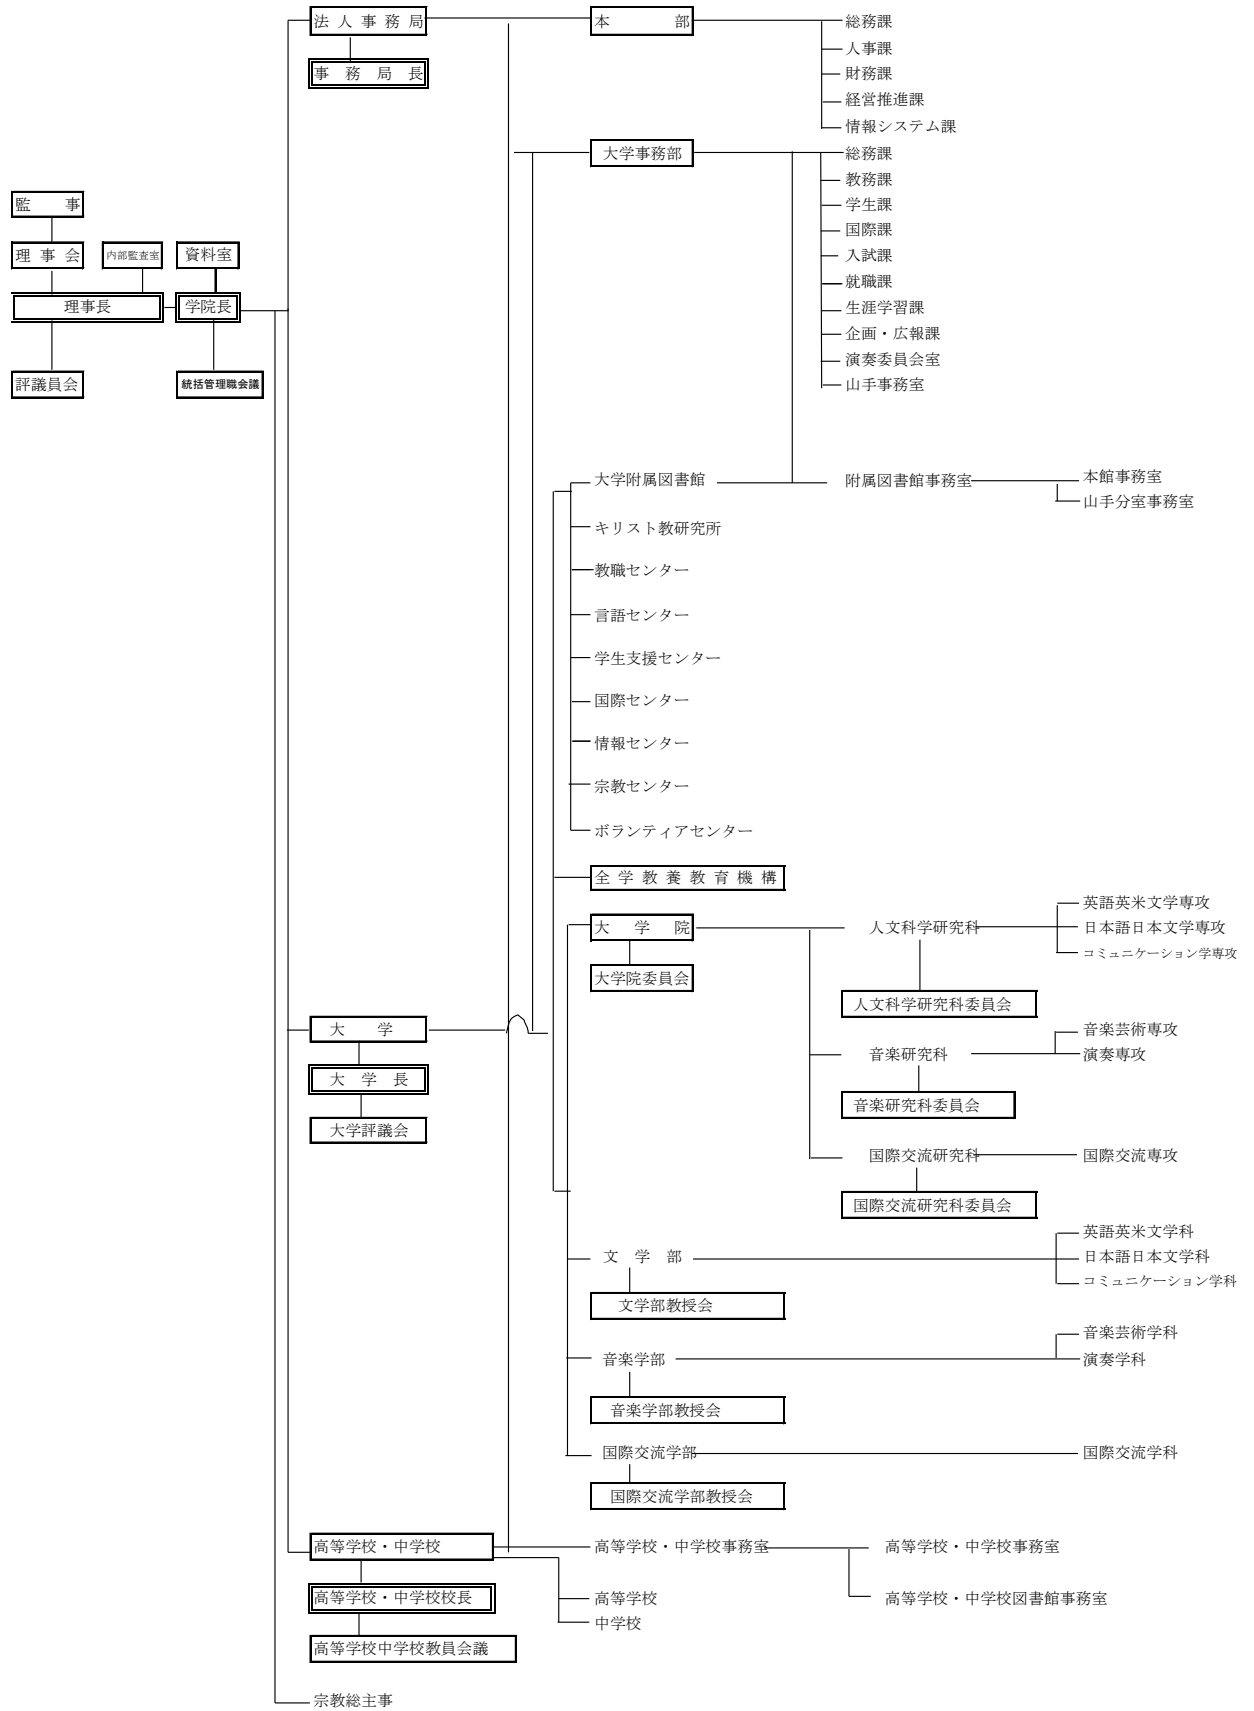 法人事務局
事務局長
本部
総務課
人事課
財務課
経営推進課
情報システム課
大学事務部
総務課
教務課
学生課
国際課
入試課
就職課
生涯学習課
企画・広報課
演奏委員会室
山手事務室
監事
理事会
内部監査室
資料室
理事長
学院長
評議員会
統括管理職会議
大学附属図書館
附属図書館事務室
本館事務室
山手分室事務室
キリスト教研究所
教職センター
言語センター
学生支援センター
国際センター
情報センター
宗教センター
ボランティアセンター
全学教養教育機構
大学院
大学院委員会
人文科学研究科
英語英米文学専攻
日本語日本文学専攻
コミュニケーション学専攻
人文科学研究科委員会
音楽研究科
音楽芸術専攻
演奏専攻
音楽研究科委員会
国際交流研究科
国際交流専攻
国際交流研究科委員会
大学
大学長
大学評議会
文学部
英語英米文学科
日本語日本文学科
コミュニケーション学科
文学部教授会
音楽学部
音楽芸術学科
演奏学科
音楽学部教授会
国際交流学部
国際交流学科
国際交流学部教授会
高等学校・中学校
高等学校・中学校事務室
高等学校・中学校事務室
高等学校・中学校校長
高等学校
高等学校・中学校図書館事務室
中学校
高等学校中学校教員会議
宗教総主事